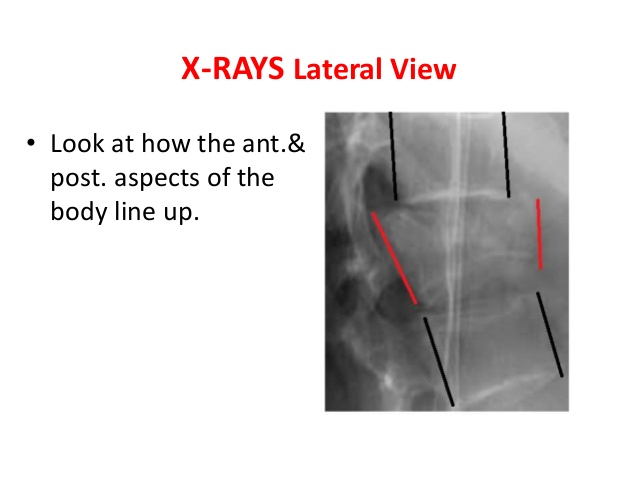 X-RAYS Lateral View
• Look at how the ant.&
post. aspects of the
body line up.